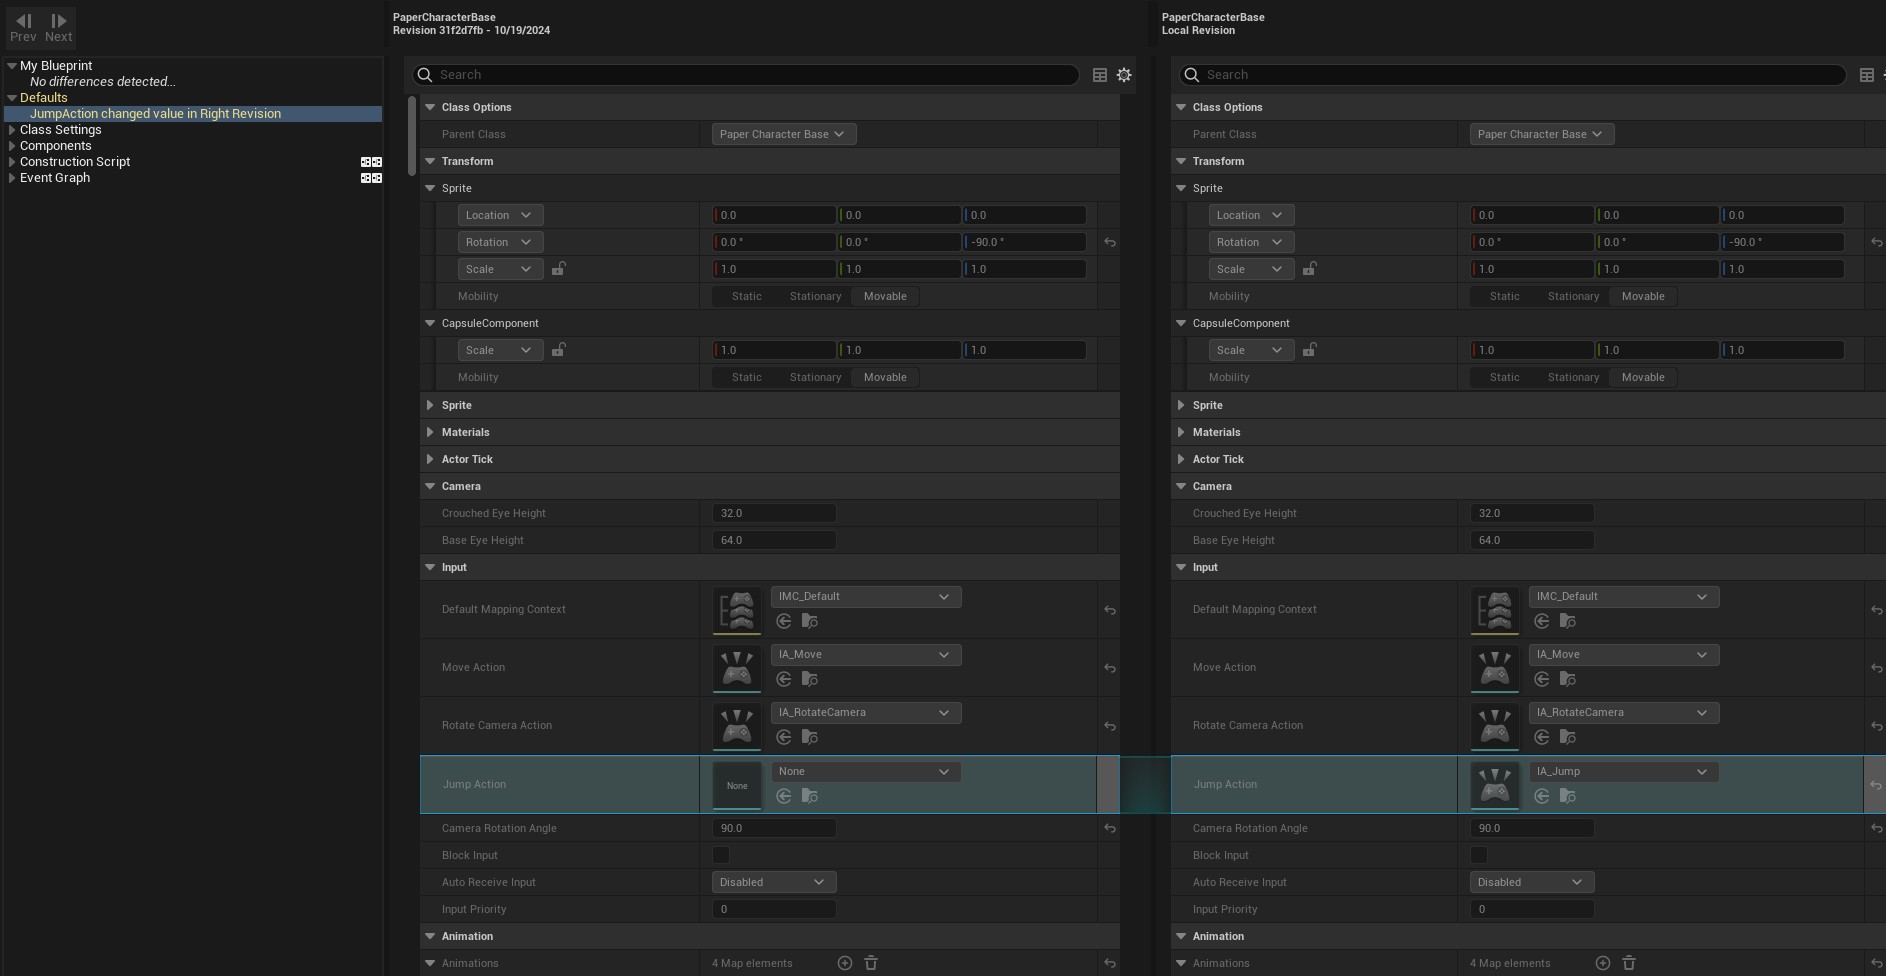 Prev Next
PaperCharacterBase
Revision 31f2d7fb - 10/19/2024
PaperCharacterBase
Local Revision
My Blueprint
No differences detected...
Defaults
JumpAction changed value in Right Revision
Class Settings
Components
Construction Script
Event Graph
Search
Class Options
Parent Class Paper Character Base
Transform
Sprite
Location 0.0 0.0 0.0
Rotation 0.0 ° 0.0 ° -90.0 °
Scale 1.0 1.0 1.0
Mobility Static Stationary Movable
CapsuleComponent
Scale 1.0 1.0 1.0
Mobility Static Stationary Movable
Sprite
Materials
Actor Tick
Camera
Crouched Eye Height 32.0
Base Eye Height 64.0
Input
Default Mapping Context IMC_Default
Move Action IA_Move
Rotate Camera Action IA_RotateCamera
Jump Action None None
Camera Rotation Angle 90.0
Block Input
Auto Receive Input Disabled
Input Priority 0
Animation
Animations 4 Map elements
Search
Class Options
Parent Class Paper Character Base
Transform
Sprite
Location 0.0 0.0 0.0
Rotation 0.0 ° 0.0 ° -90.0 °
Scale 1.0 1.0 1.0
Mobility Static Stationary Movable
CapsuleComponent
Scale 1.0 1.0 1.0
Mobility Static Stationary Movable
Sprite
Materials
Actor Tick
Camera
Crouched Eye Height 32.0
Base Eye Height 64.0
Input
Default Mapping Context IMC_Default
Move Action IA_Move
Rotate Camera Action IA_RotateCamera
Jump Action IA_Jump
Camera Rotation Angle 90.0
Block Input
Auto Receive Input Disabled
Input Priority 0
Animation
Animations 4 Map elements